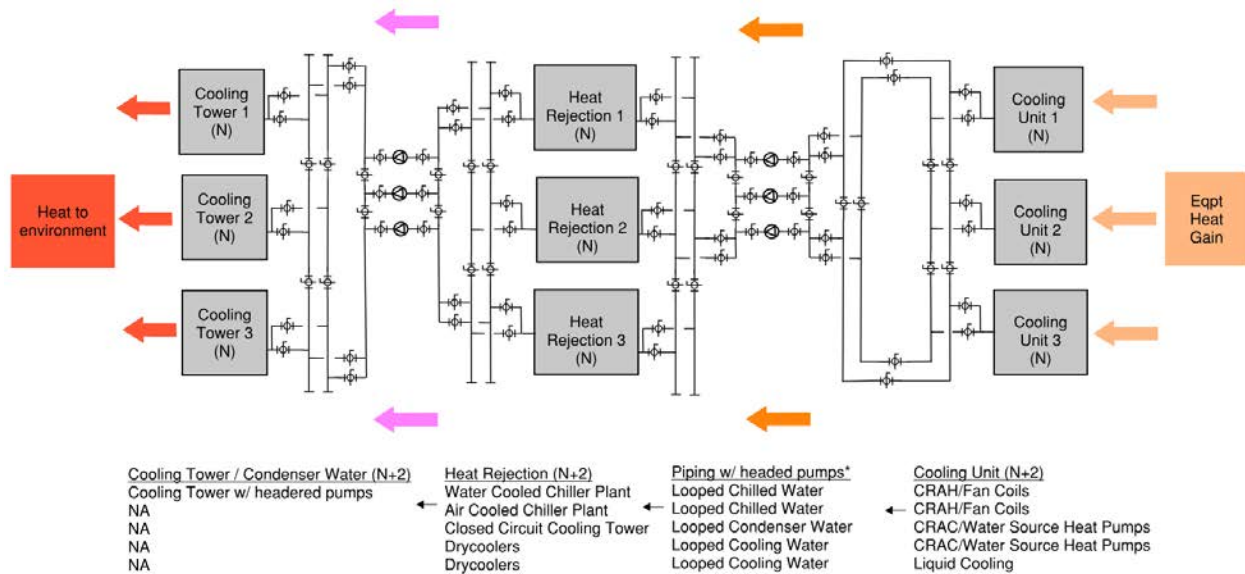 Cooling
Tower 1
(N)
Heat
Rejection 1
(N)
Cooling
Unit 1
(N)
Heat to
environment
Cooling
Tower 2
(N)
Heat
Rejection 2
(N)
Cooling
Unit 2
(N)
Eqpt
Heat
Gain
Cooling
Tower 3
(N)
Heat
Rejection 3
(N)
Cooling
Unit 3
(N)
Cooling Tower / Condenser Water (N+2)
Cooling Tower w/ headered pumps
NA
NA
NA
NA
Heat Rejection (N+2)
Water Cooled Chiller Plant
Air Cooled Chiller Plant
Closed Circuit Cooling Tower
Drycoolers
Drycoolers
Piping w/ headed pumps*
Looped Chilled Water
Looped Chilled Water
Looped Condenser Water
Looped Cooling Water
Looped Cooling Water
Cooling Unit (N+2)
CRAH/Fan Coils
CRAH/Fan Coils
CRAC/Water Source Heat Pumps
CRAC/Water Source Heat Pumps
Liquid Cooling